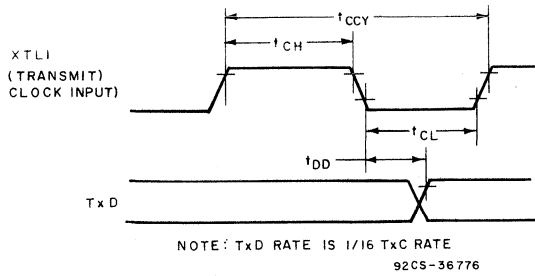 tCCY
tCH
XTLI
(TRANSMIT)
CLOCK INPUT)
tCL
tDD
TxD
NOTE: TxD RATE IS 1/16 TxC RATE
92CS-36776